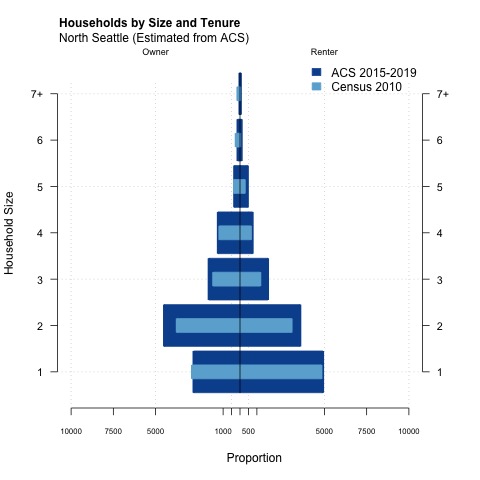 Households by Size and Tenure
North Seattle (Estimated from ACS)
Owner
Renter
ACS 2015-2019
Census 2010
7+
7+
6
6
5
5
4
4
3
3
2
2
1
1
Household Size
10000 7500 5000 1000 500 5000 7500 10000
Proportion